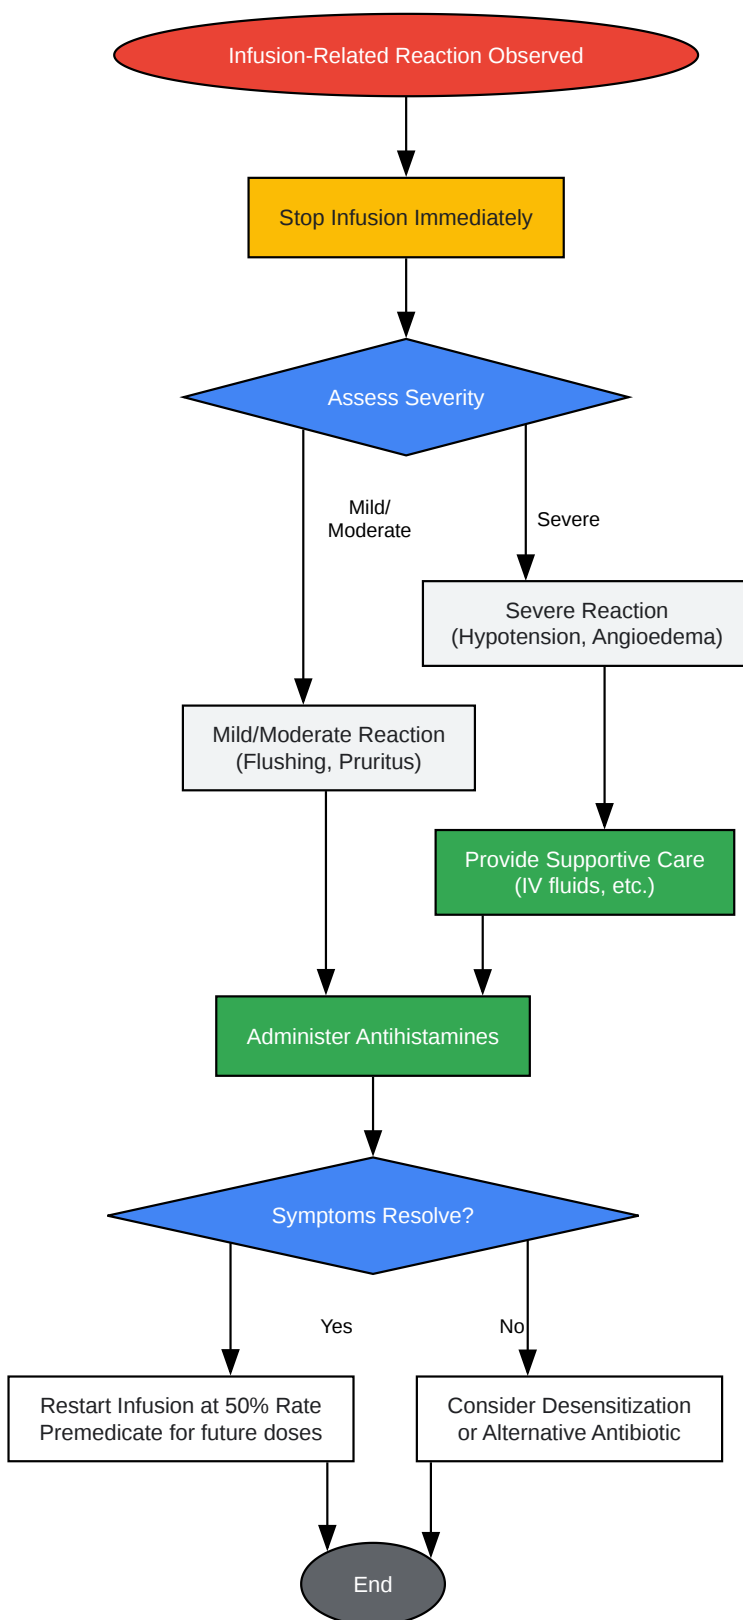 Infusion-Related Reaction Observed
Stop Infusion Immediately
Assess Severity
Mild/
Moderate
Severe
Severe Reaction
(Hypotension, Angioedema)
Mild/Moderate Reaction
(Flushing, Pruritus)
Provide Supportive Care
(IV fluids, etc.)
Administer Antihistamines
Symptoms Resolve?
Yes
No
Restart Infusion at 50% Rate
Premedicate for future doses
Consider Desensitization
or Alternative Antibiotic
End